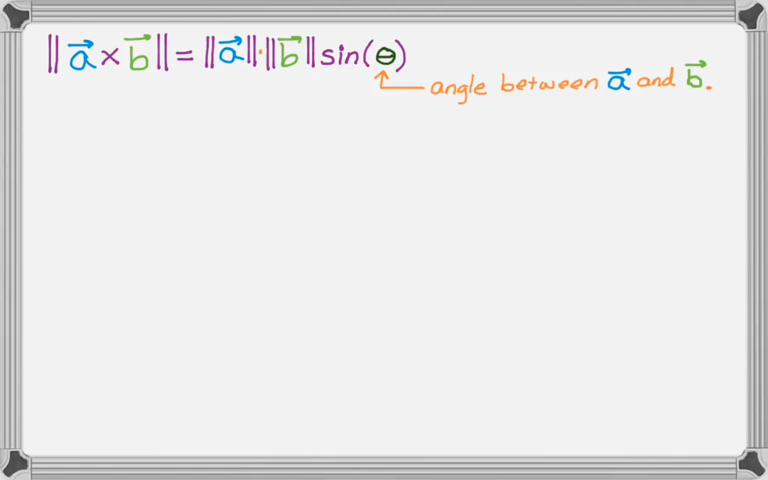 ‖a⃗ × b⃗‖ = ‖a⃗‖·‖b⃗‖ sin(θ)
angle between a⃗ and b⃗.